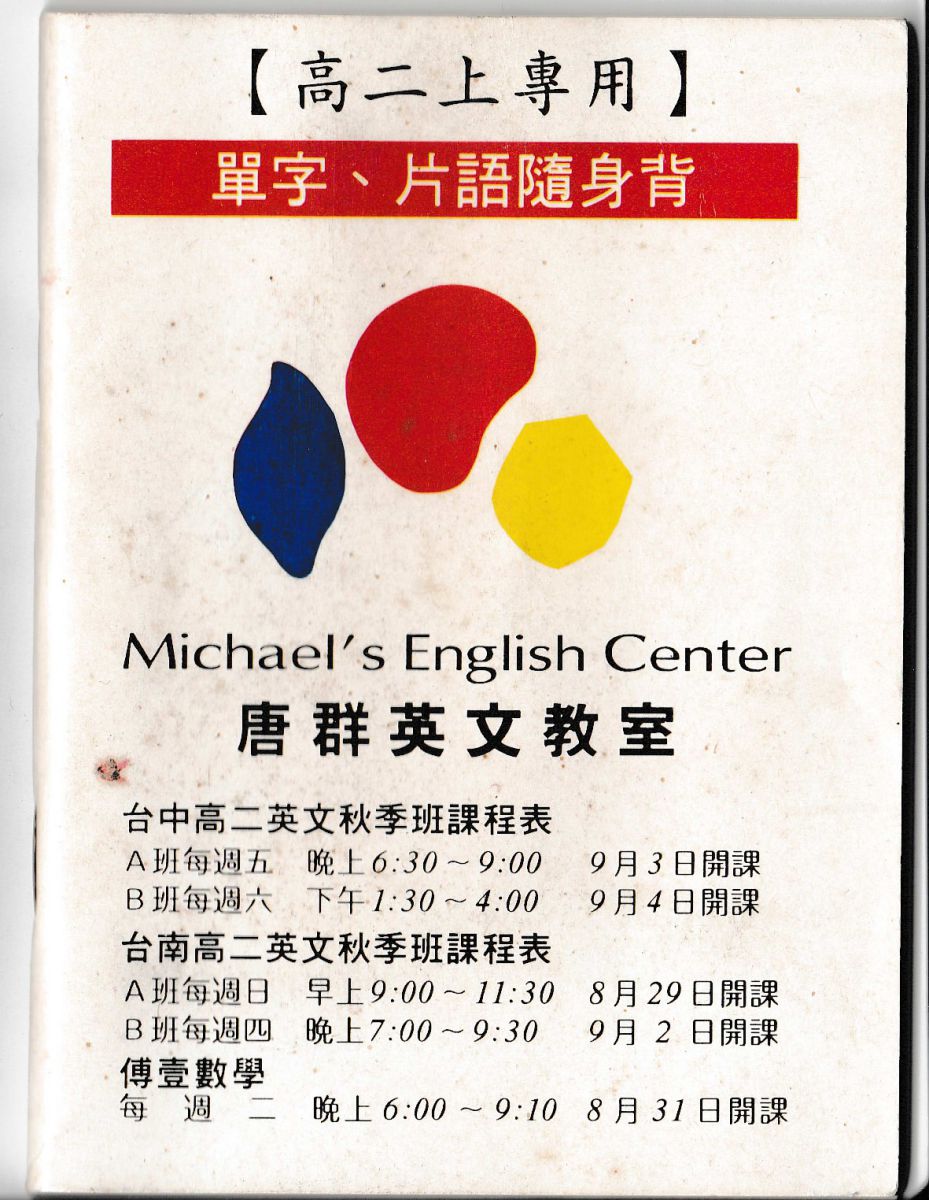 【高二上專用】
單字、片語隨身背
Michael's English Center
唐群英文教室
台中高二英文秋季班課程表
A班每週五 晚上6:30~9:00 9月3日開課
B班每週六 下午1:30~4:00 9月4日開課
台南高二英文秋季班課程表
A班每週日 早上9:00~11:30 8月29日開課
B班每週四 晚上7:00~9:30 9月2日開課
傅壹數學
每週二 晚上6:00~9:10 8月31日開課